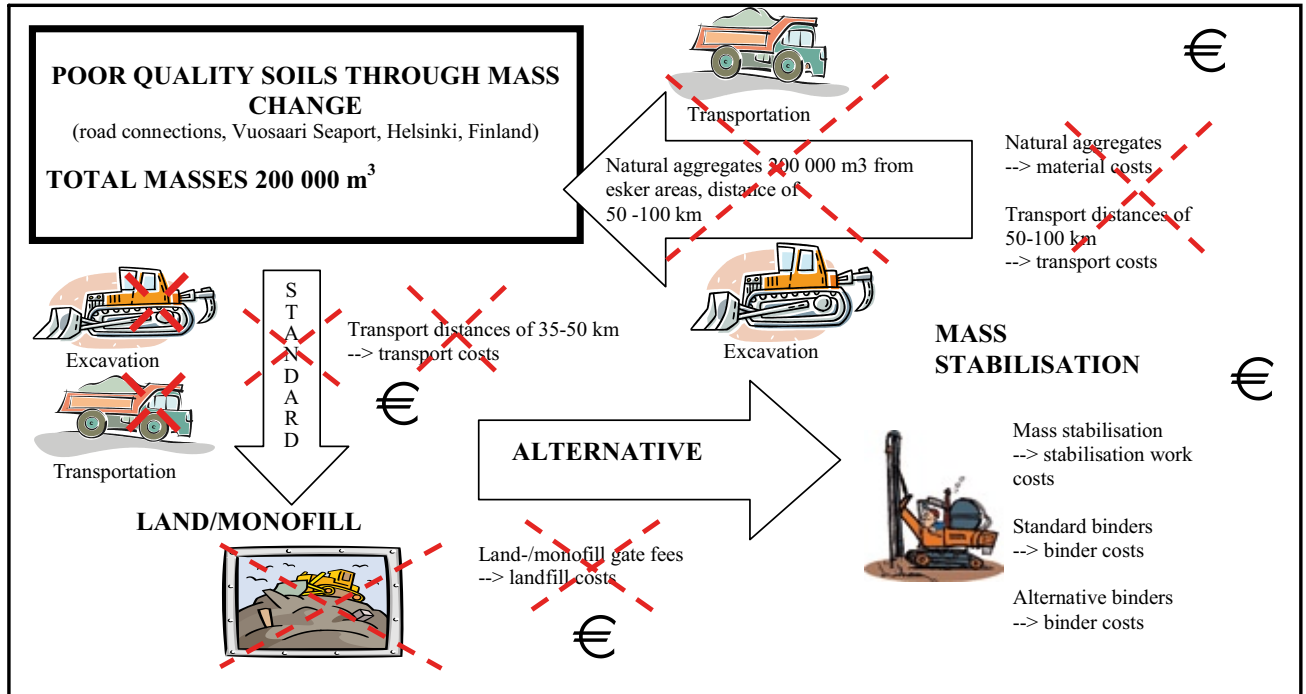 POOR QUALITY SOILS THROUGH MASS
CHANGE
(road connections, Vuosaari Seaport, Helsinki, Finland)
TOTAL MASSES 200 000 m³
Transportation
€
Natural aggregates 200 000 m3 from
esker areas, distance of
50 -100 km
Natural aggregates
--> material costs
Transport distances of
50-100 km
--> transport costs
Excavation
Transportation
STANDARD
Transport distances of 35-50 km
--> transport costs
€
Excavation
MASS
STABILISATION
€
ALTERNATIVE
Mass stabilisation
--> stabilisation work
costs
Standard binders
--> binder costs
Alternative binders
--> binder costs
LAND/MONOFILL
Land-/monofill gate fees
--> landfill costs
€